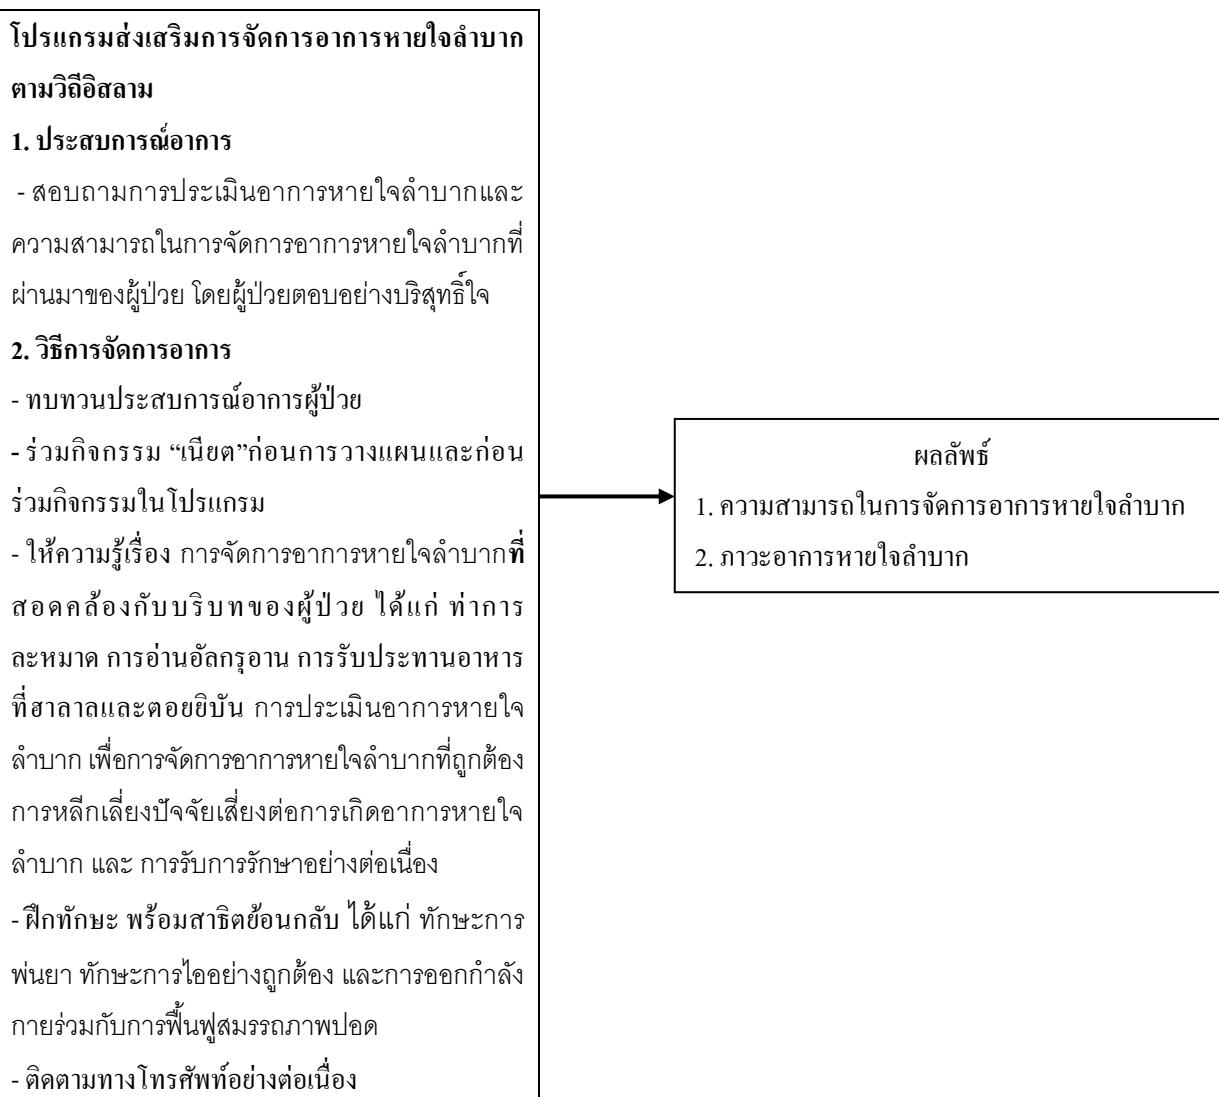 โปรแกรมส่งเสริมการจัดการอาการหายใจลำบาก
ตามวิถีอิสลาม
1. ประสบการณ์อาการ
- สอบถามการประเมินอาการหายใจลำบากและ
ความสามารถในการจัดการอาการหายใจลำบากที่
ผ่านมาของผู้ป่วย โดยผู้ป่วยตอบอย่างบริสุทธิ์ใจ
2. วิธีการจัดการอาการ
- ทบทวนประสบการณ์อาการผู้ป่วย
- ร่วมกิจกรรม “เนียต”ก่อนการวางแผนและก่อน
ร่วมกิจกรรมในโปรแกรม
- ให้ความรู้เรื่อง การจัดการอาการหายใจลำบากที่
สอดคล้องกับบริบทของผู้ป่วย ได้แก่ ท่าการ
ละหมาด การอ่านอัลกรุอาน การรับประทานอาหาร
ที่ฮาลาลและตอยยิบัน การประเมินอาการหายใจ
ลำบาก เพื่อการจัดการอาการหายใจลำบากที่ถูกต้อง
การหลีกเลี่ยงปัจจัยเสี่ยงต่อการเกิดอาการหายใจ
ลำบาก และ การรับการรักษาอย่างต่อเนื่อง
- ฝึกทักษะ พร้อมสาธิตย้อนกลับ ได้แก่ ทักษะการ
พ่นยา ทักษะการไออย่างถูกต้อง และการออกกำลัง
กายร่วมกับการฟื้นฟูสมรรถภาพปอด
- ติดตามทางโทรศัพท์อย่างต่อเนื่อง
ผลลัพธ์
1. ความสามารถในการจัดการอาการหายใจลำบาก
2. ภาวะอาการหายใจลำบาก